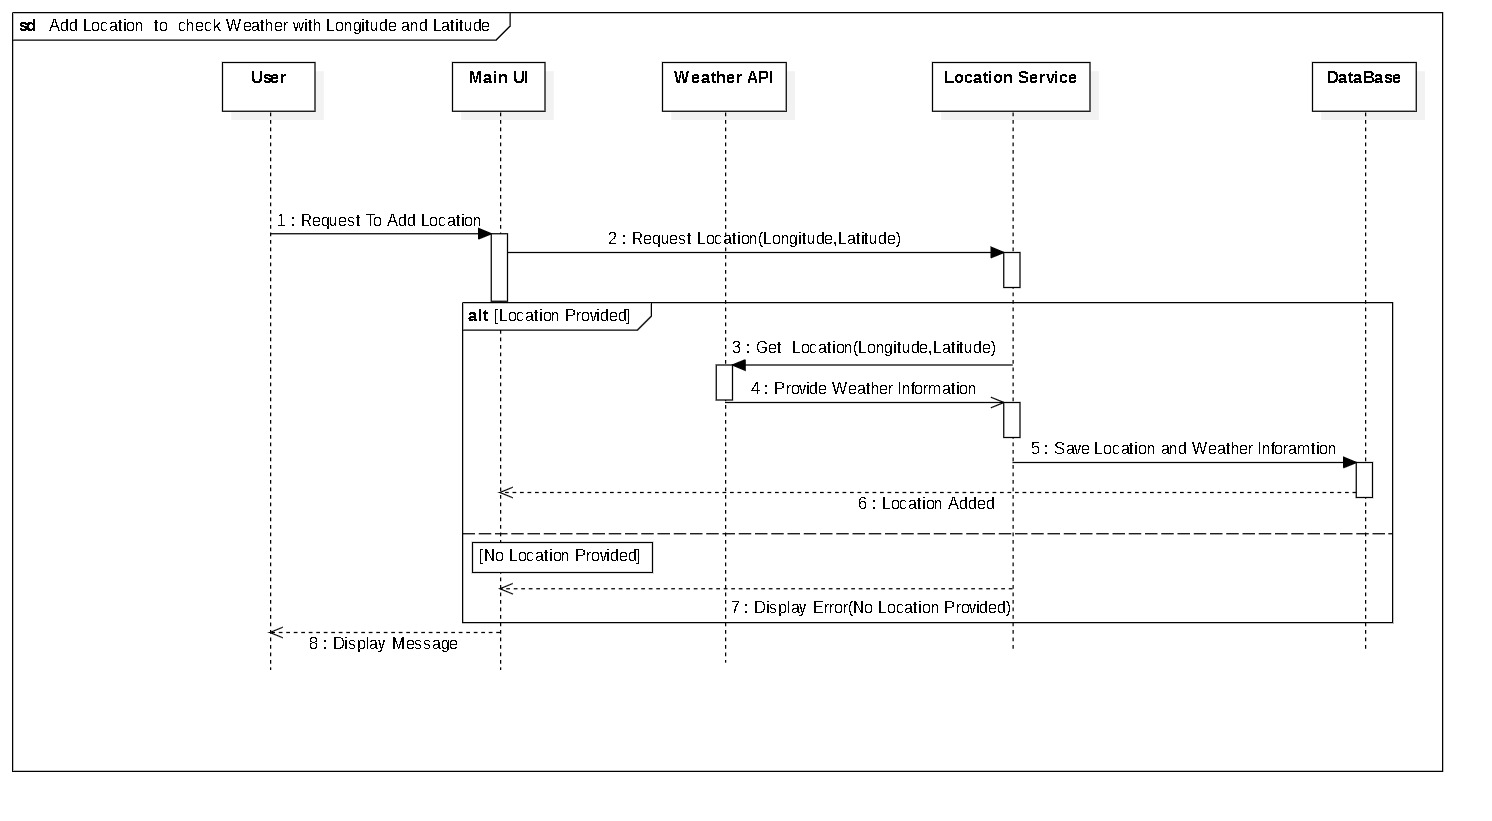 sd Add Location to check Weather with Longitude and Latitude
User
Main UI
Weather API
Location Service
DataBase
1 : Request To Add Location
2 : Request Location(Longitude,Latitude)
alt [Location Provided]
3 : Get Location(Longitude,Latitude)
4 : Provide Weather Information
5 : Save Location and Weather Inforamtion
6 : Location Added
[No Location Provided]
7 : Display Error(No Location Provided)
8 : Display Message